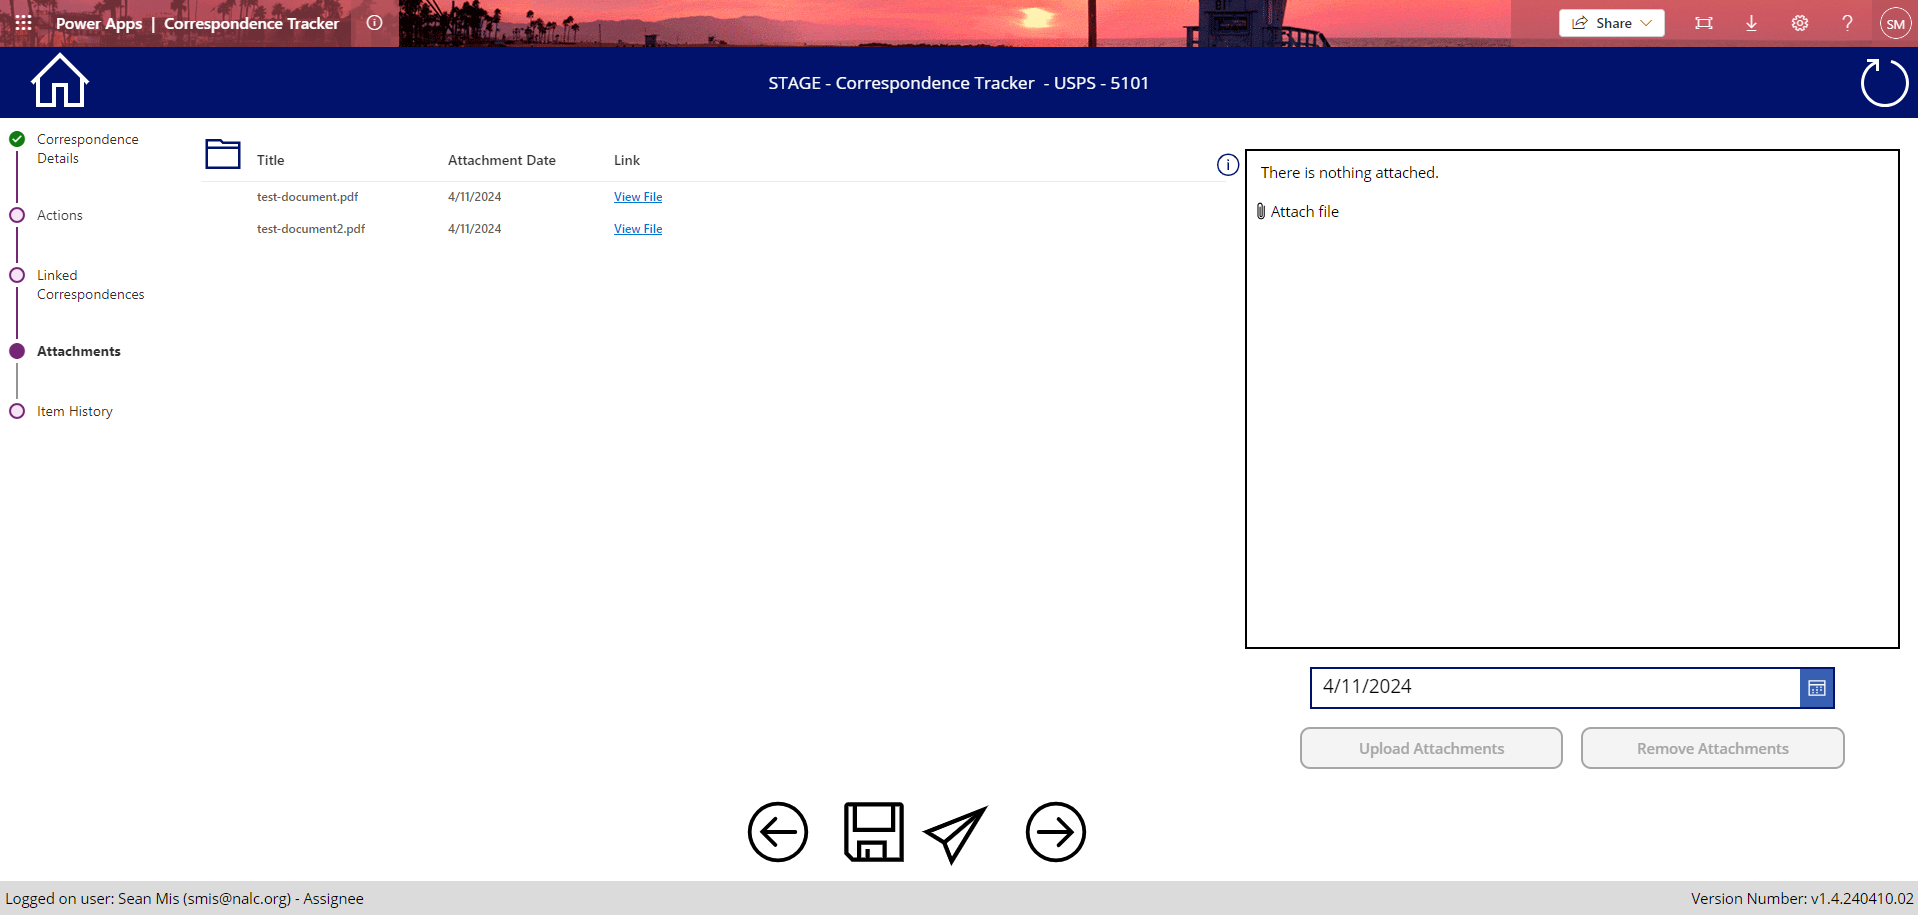 Power Apps | Correspondence Tracker
Share
SM
STAGE - Correspondence Tracker - USPS - 5101
Correspondence
Details
Actions
Linked
Correspondences
Attachments
Item History
Title Attachment Date Link
test-document.pdf 4/11/2024 View File
test-document2.pdf 4/11/2024 View File
There is nothing attached.
Attach file
4/11/2024
Upload Attachments Remove Attachments
Logged on user: Sean Mis (smis@nalc.org) - Assignee
Version Number: v1.4.240410.02